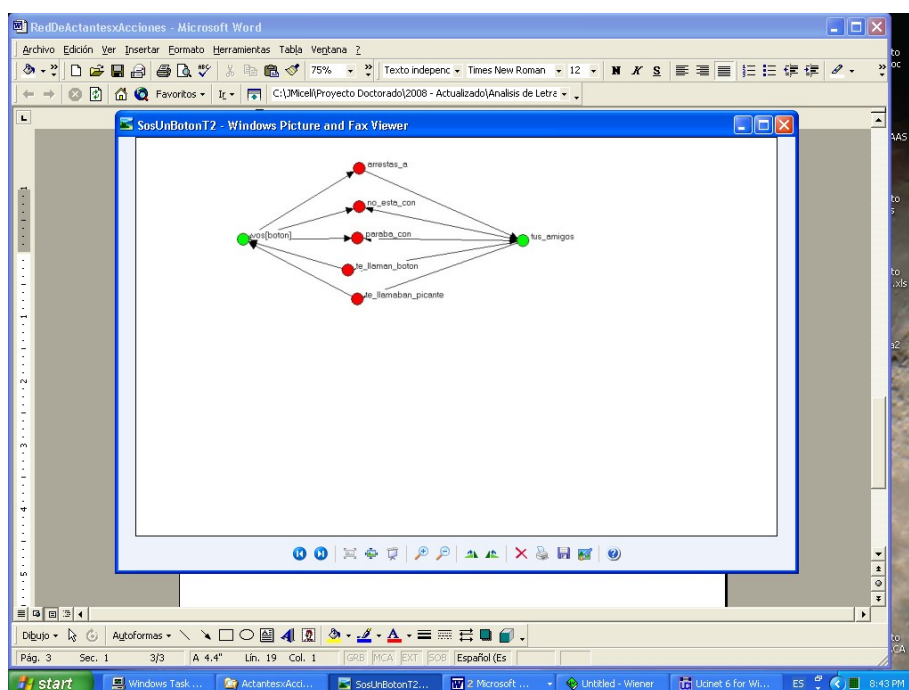 RedDeActantesxAcciones - Microsoft Word
Archivo Edición Ver Insertar Formato Herramientas Tabla Ventana ?
75% Texto independ Times New Roman 12 N K S
Favoritos Ir C:\JMiceli\Proyecto Doctorado\2008 - Actualizado\Analisis de Letra
SosUnBotonT2 - Windows Picture and Fax Viewer
arrestas_a
no_esta_con
vos[boton]
paraba_con
tus_amigos
te_llaman_boton
te_llamaban_picante
Dibujo Autoformas
Pág. 3 Sec. 1 3/3 A 4.4" Lín. 19 Col. 1 GRB MCA EXT SOB Español (Es
start Windows Task ... ActantesxAcci... SosUnBotonT2... 2 Microsoft ... Untitled - Wiener Ucinet 6 for Wi... ES 8:43 PM